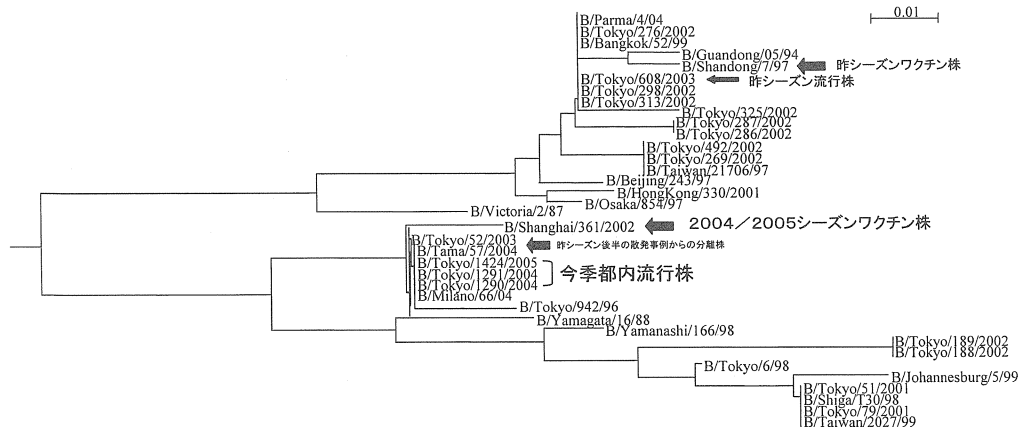 0.01
B/Parma/4/04
B/Tokyo/276/2002
B/Bangkok/52/99
B/Guandong/05/94
B/Shandong/7/97 昨シーズンワクチン株
B/Tokyo/608/2003 昨シーズン流行株
B/Tokyo/298/2002
B/Tokyo/313/2002
B/Tokyo/325/2002
B/Tokyo/287/2002
B/Tokyo/286/2002
B/Tokyo/492/2002
B/Tokyo/269/2002
B/Taiwan/21706/97
B/Beijing/243/97
B/HongKong/330/2001
B/Osaka/854/97
B/Victoria/2/87
B/Shanghai/361/2002 2004／2005シーズンワクチン株
B/Tokyo/52/2003 昨シーズン後半の散発事例からの分離株
B/Tama/57/2004
B/Tokyo/1424/2005
B/Tokyo/1291/2004 今季都内流行株
B/Tokyo/1290/2004
B/Milano/66/04
B/Tokyo/942/96
B/Yamagata/16/88
B/Yamanashi/166/98
B/Tokyo/189/2002
B/Tokyo/188/2002
B/Tokyo/6/98
B/Johannesburg/5/99
B/Tokyo/51/2001
B/Shiga/T30/98
B/Tokyo/79/2001
B/Taiwan/2027/99